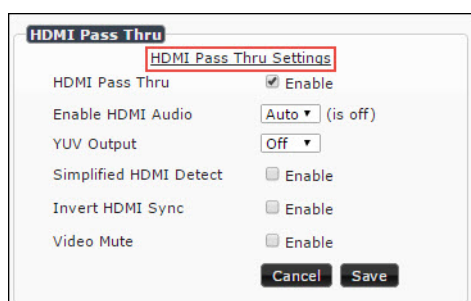 HDMI Pass Thru
HDMI Pass Thru Settings
HDMI Pass Thru Enable
Enable HDMI Audio Auto (is off)
YUV Output Off
Simplified HDMI Detect Enable
Invert HDMI Sync Enable
Video Mute Enable
Cancel Save